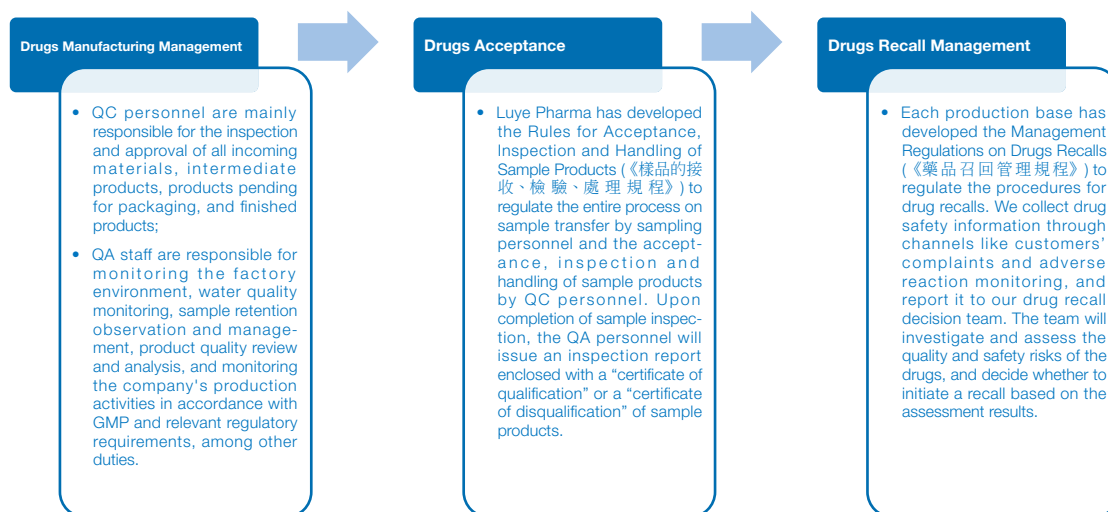 Drugs Manufacturing Management
• QC personnel are mainly
responsible for the inspection
and approval of all incoming
materials, intermediate
products, products pending
for packaging, and finished
products;
• QA staff are responsible for
monitoring the factory
environment, water quality
monitoring, sample retention
observation and manage-
ment, product quality review
and analysis, and monitoring
the company's production
activities in accordance with
GMP and relevant regulatory
requirements, among other
duties.
Drugs Acceptance
• Luye Pharma has developed
the Rules for Acceptance,
Inspection and Handling of
Sample Products (《樣品的接
收、檢驗、處理規程》) to
regulate the entire process on
sample transfer by sampling
personnel and the accept-
ance, inspection and
handling of sample products
by QC personnel. Upon
completion of sample inspec-
tion, the QA personnel will
issue an inspection report
enclosed with a “certificate of
qualification” or a “certificate
of disqualification” of sample
products.
Drugs Recall Management
• Each production base has
developed the Management
Regulations on Drugs Recalls
(《藥品召回管理規程》) to
regulate the procedures for
drug recalls. We collect drug
safety information through
channels like customers’
complaints and adverse
reaction monitoring, and
report it to our drug recall
decision team. The team will
investigate and assess the
quality and safety risks of the
drugs, and decide whether to
initiate a recall based on the
assessment results.